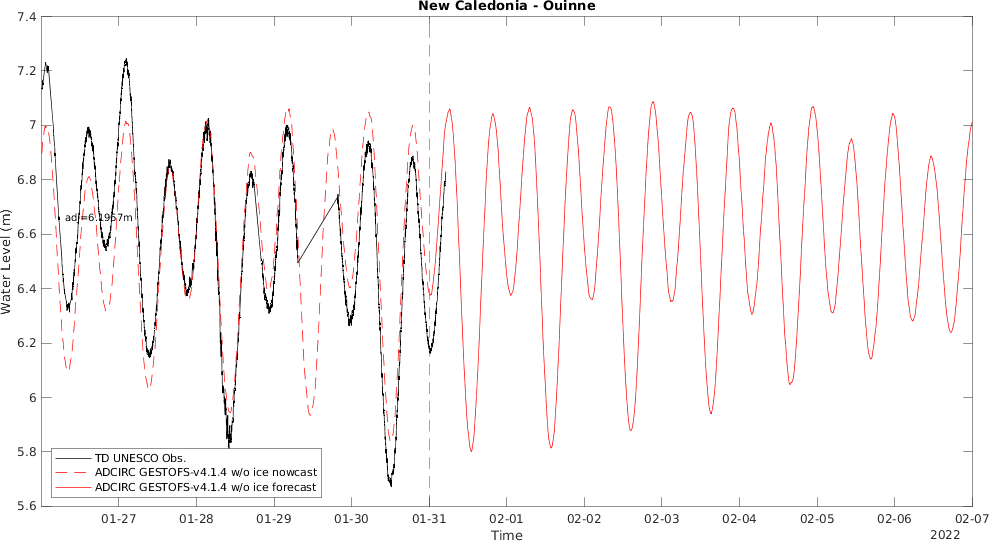 New Caledonia - Ouinne
7.4
7.2
7
6.8
6.6
6.4
6.2
6
5.8
5.6
Water Level (m)
adj=6.1957m
TD UNESCO Obs.
ADCIRC GESTOFS-v4.1.4 w/o ice nowcast
ADCIRC GESTOFS-v4.1.4 w/o ice forecast
01-27 01-28 01-29 01-30 01-31 02-01 02-02 02-03 02-04 02-05 02-06 02-07
Time
2022